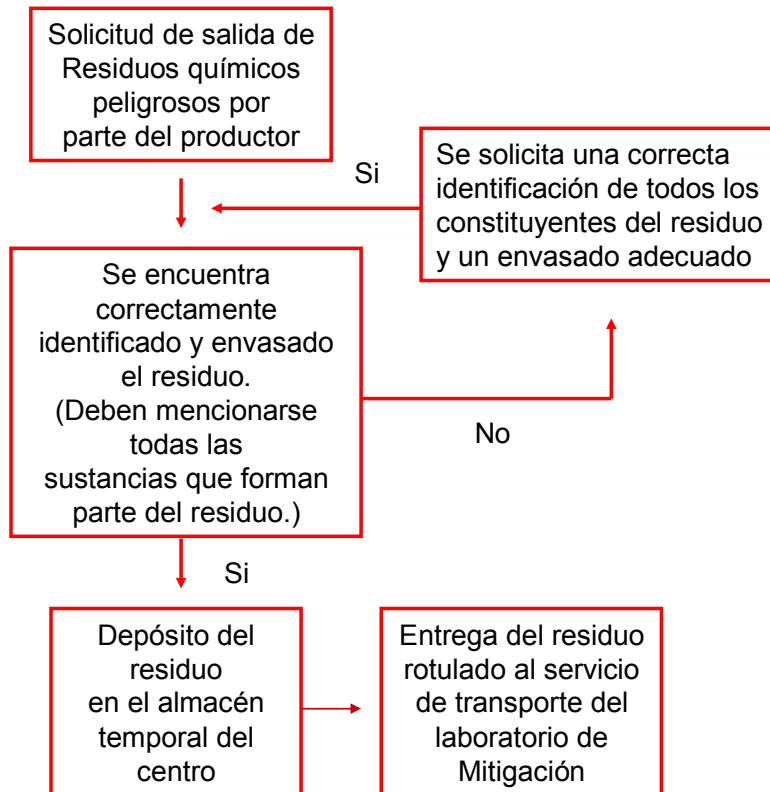 Solicitud de salida de
Residuos químicos
peligrosos por
parte del productor
Si
Se solicita una correcta
identificación de todos los
constituyentes del residuo
y un envasado adecuado
Se encuentra
correctamente
identificado y envasado
el residuo.
(Deben mencionarse
todas las
sustancias que forman
parte del residuo.)
No
Si
Depósito del
residuo
en el almacén
temporal del
centro
Entrega del residuo
rotulado al servicio
de transporte del
laboratorio de
Mitigación